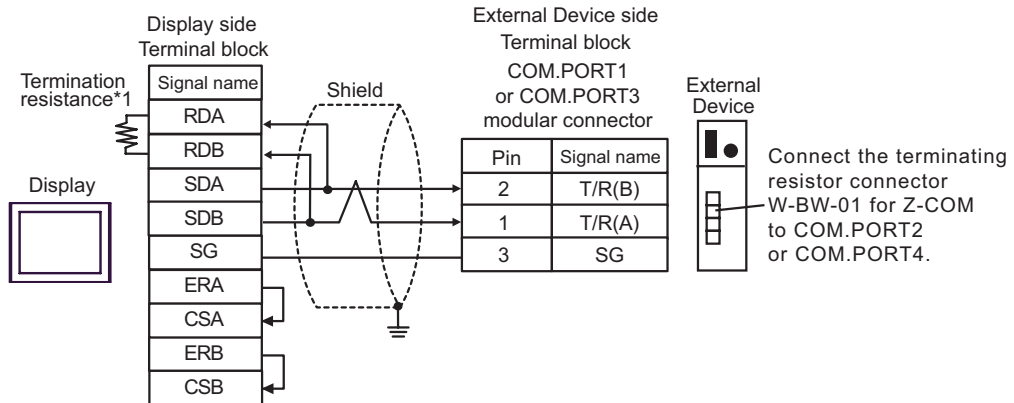 Display side
Terminal block
Termination
resistance*1
Display
Signal name
RDA
RDB
SDA
SDB
SG
ERA
CSA
ERB
CSB
Shield
External Device side
Terminal block
COM.PORT1
or COM.PORT3
modular connector
Pin Signal name
2 T/R(B)
1 T/R(A)
3 SG
External
Device
Connect the terminating
resistor connector
W-BW-01 for Z-COM
to COM.PORT2
or COM.PORT4.